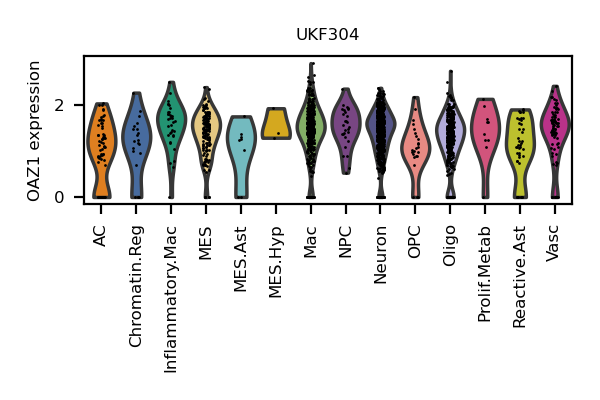 UKF304
OAZ1 expression
2
0
AC
Chromatin.Reg
Inflammatory.Mac
MES
MES.Ast
MES.Hyp
Mac
NPC
Neuron
OPC
Oligo
Prolif.Metab
Reactive.Ast
Vasc